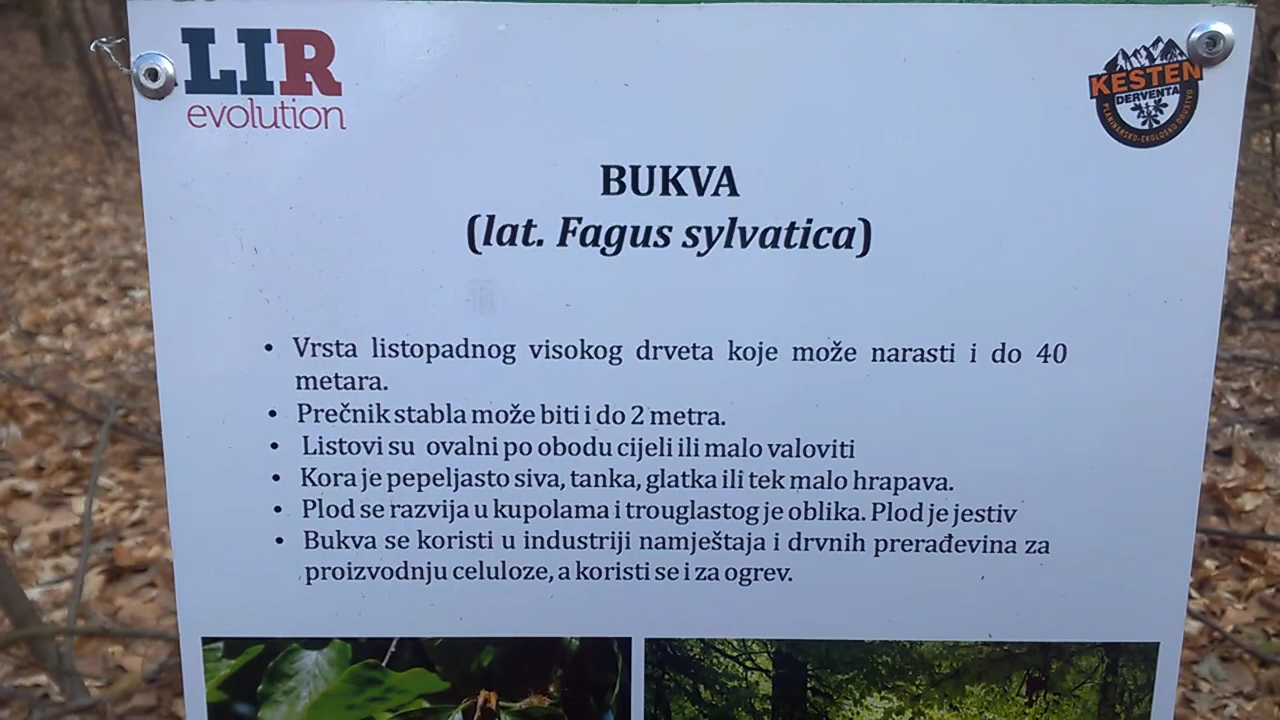 LIR
evolution
KESTEN
DERVENTA
PLANINARSKO-EKOLOŠKO DRUŠTVO
BUKVA
(lat. Fagus sylvatica)
• Vrsta listopadnog visokog drveta koje može narasti i do 40
metara.
• Prečnik stabla može biti i do 2 metra.
• Listovi su ovalni po obodu cijeli ili malo valoviti
• Kora je pepeljasto siva, tanka, glatka ili tek malo hrapava.
• Plod se razvija u kupolama i trouglastog je oblika. Plod je jestiv
• Bukva se koristi u industriji namještaja i drvnih prerađevina za
proizvodnju celuloze, a koristi se i za ogrev.